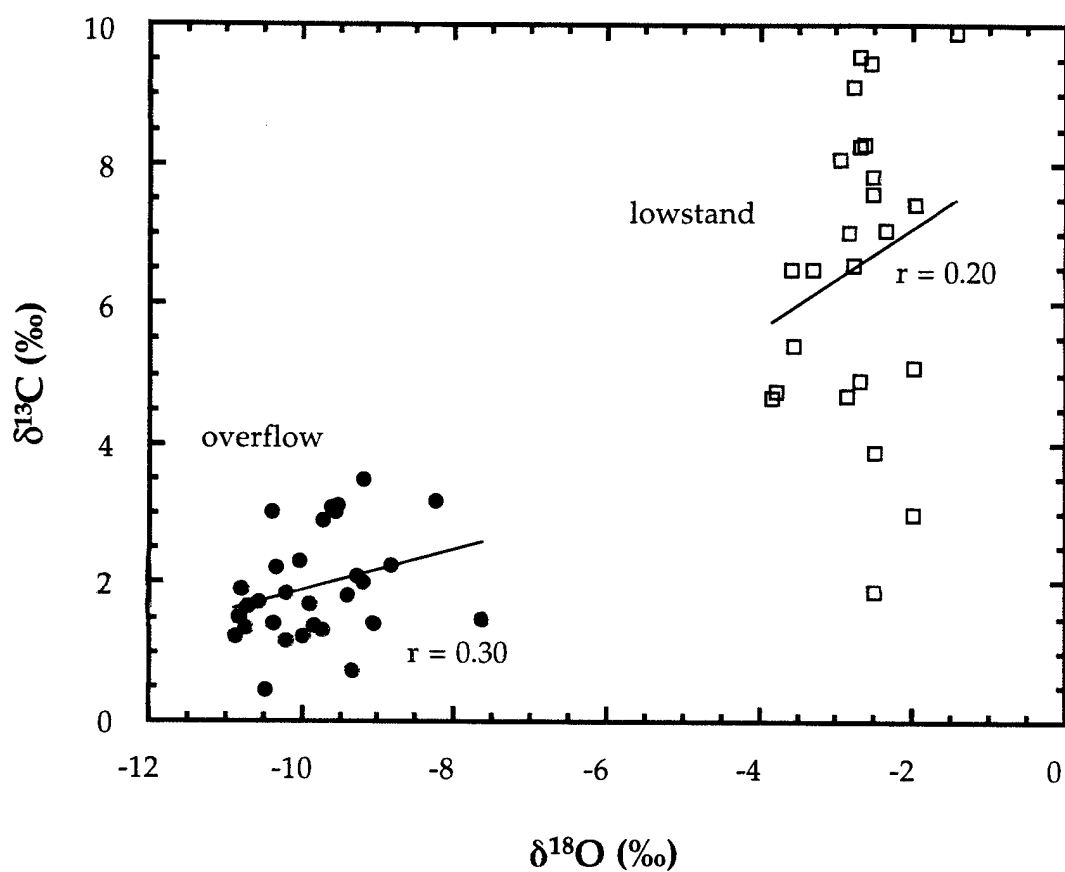 10
8
6
4
2
0
δ¹³C (‰)
lowstand
r = 0.20
overflow
r = 0.30
-12
-10
-8
-6
-4
-2
0
δ¹⁸O (‰)